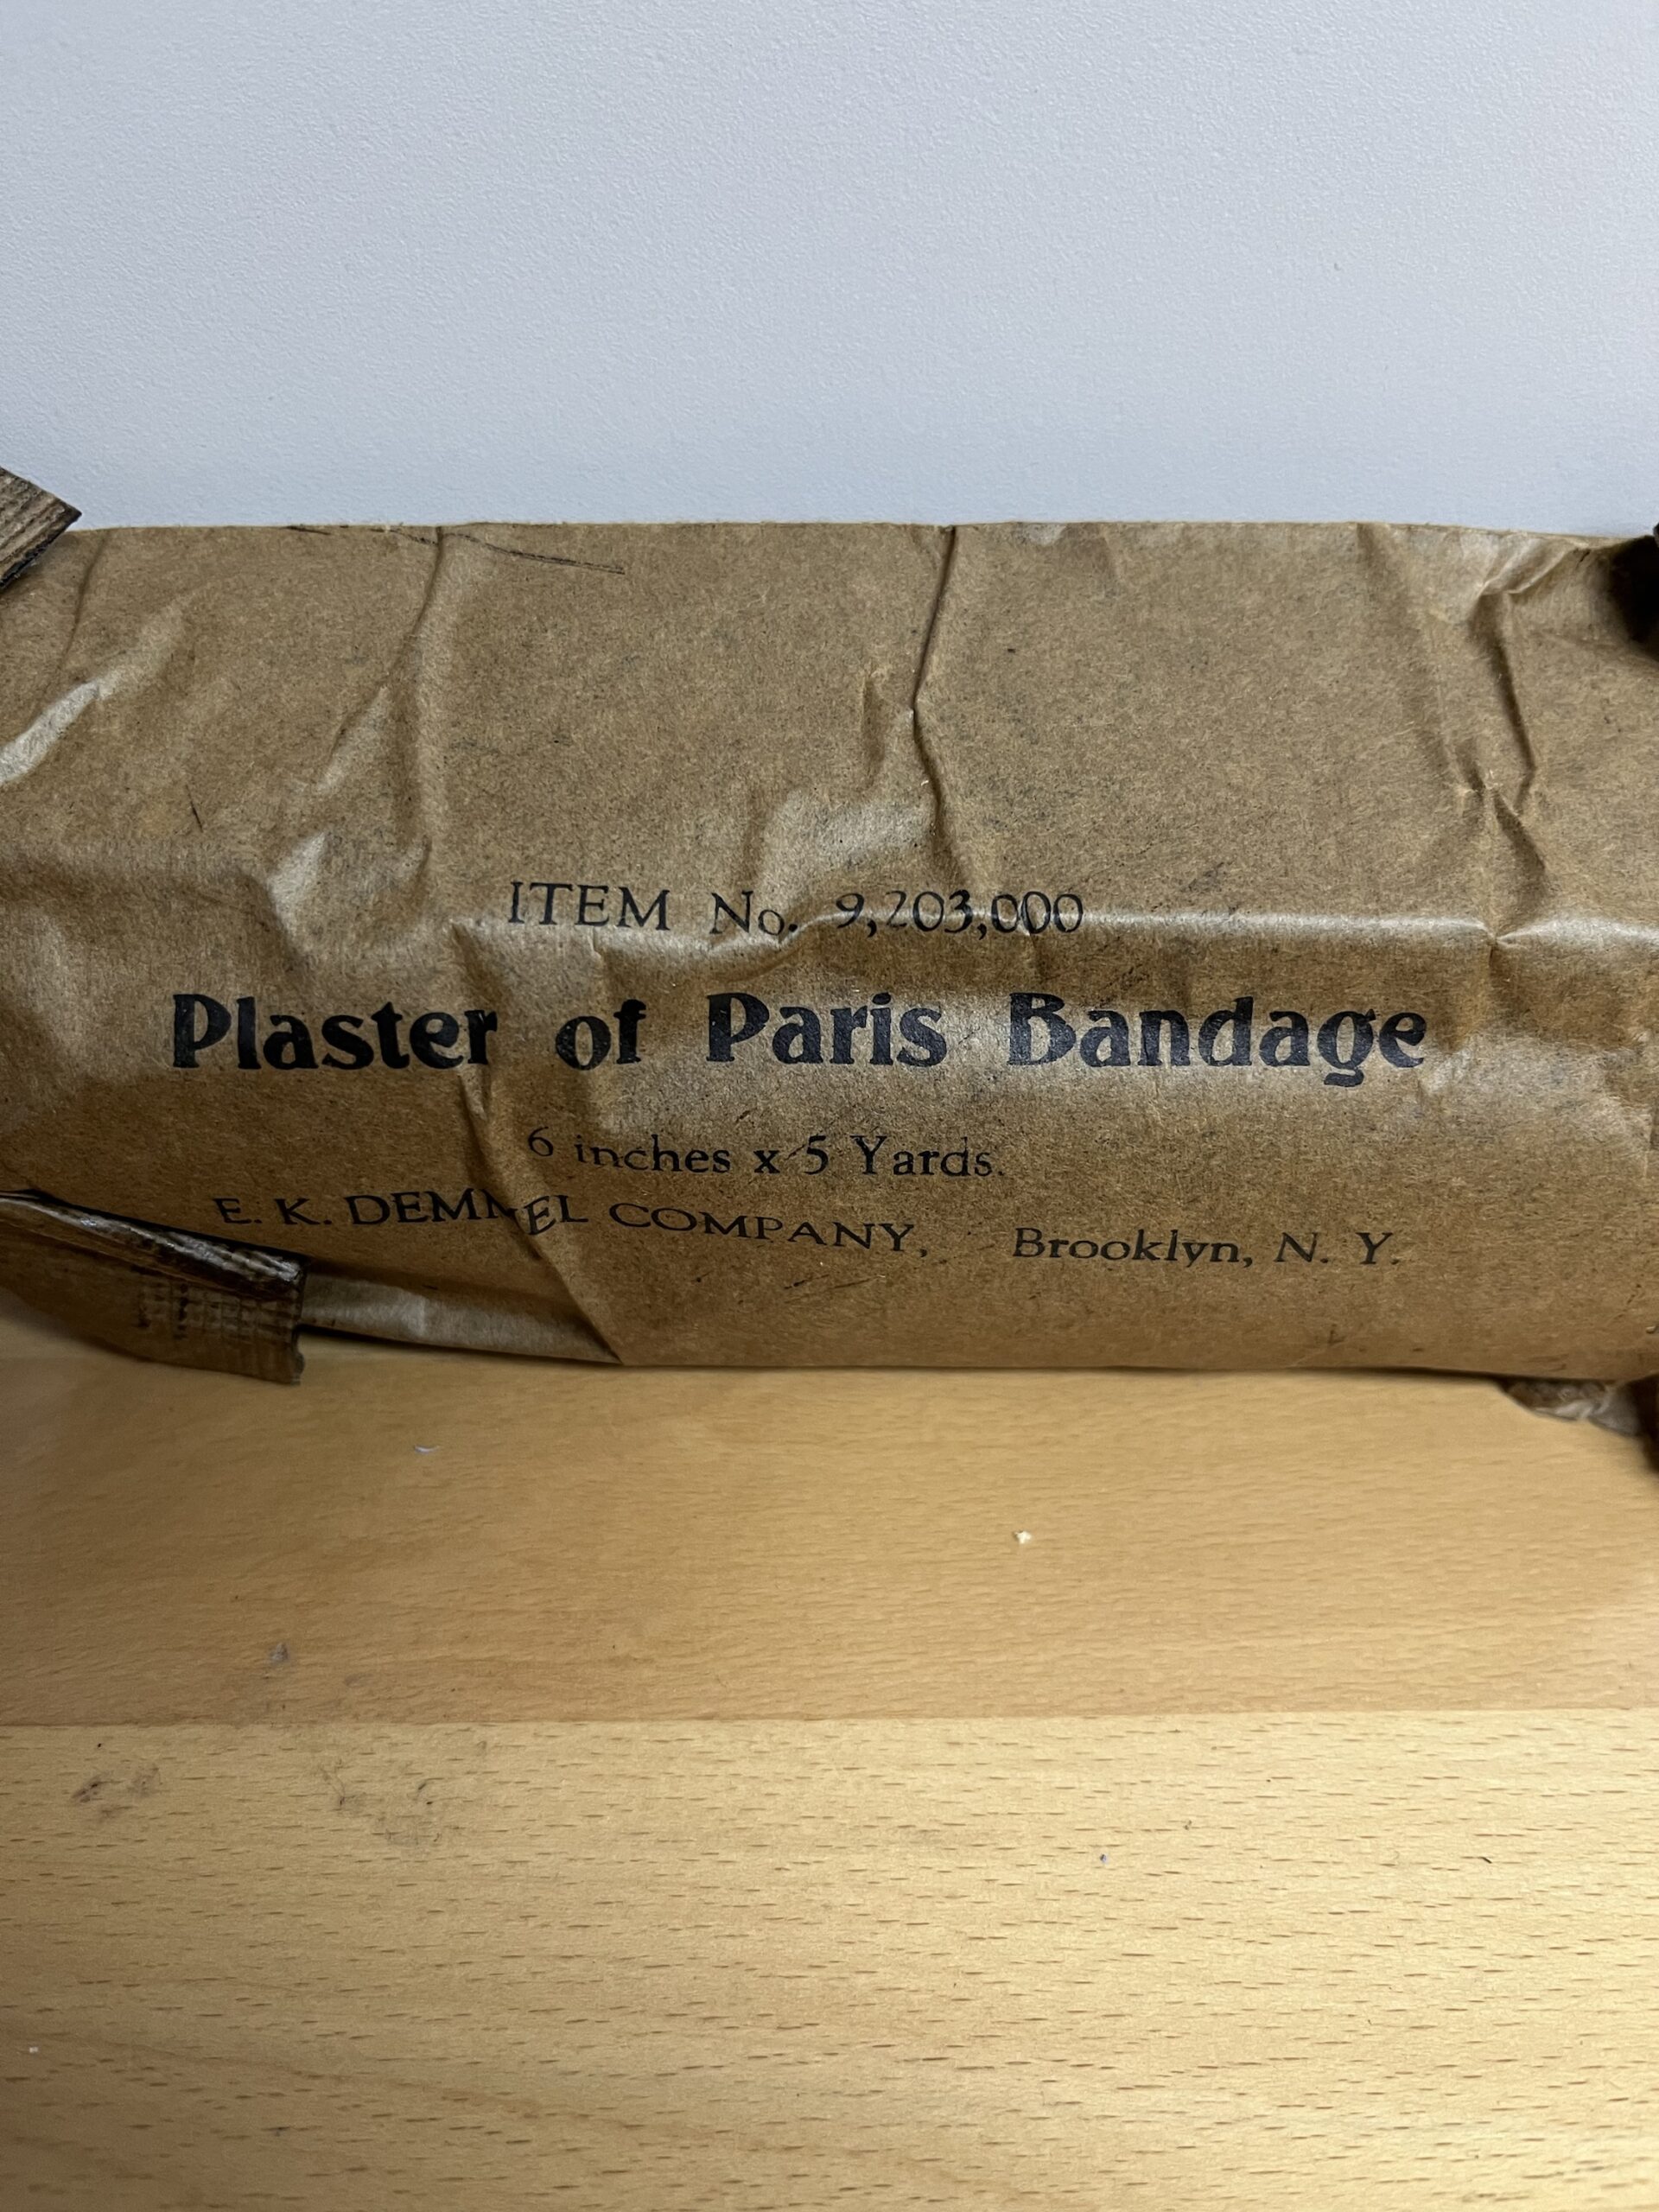 ITEM No. 9,203,000
Plaster of Paris Bandage
6 inches x 5 Yards.
E. K. DEMMEL COMPANY, Brooklyn, N. Y.